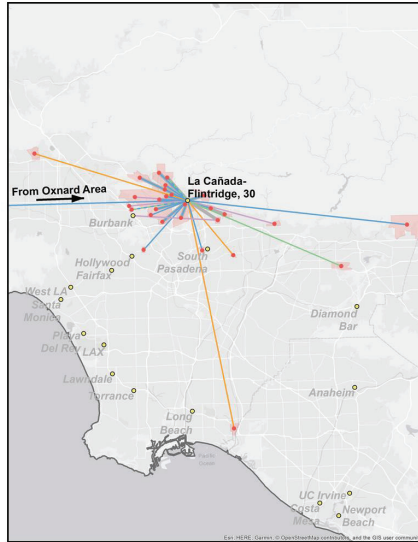 La Cañada-
Flintridge, 30
From Oxnard Area
Burbank
Hollywood
Fairfax
South
Pasadena
West LA
Santa
Monica
Playa
Del Rey
LAX
Lawndale
Torrance
Long
Beach
Diamond
Bar
Anaheim
UC Irvine
Costa
Mesa
Newport
Beach
Esri, HERE, Garmin, © OpenStreetMap contributors, and the GIS user commun